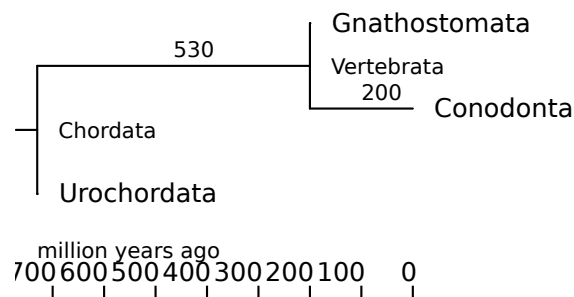 Gnathostomata
530
Vertebrata
200
Conodonta
Chordata
Urochordata
million years ago
700 600 500 400 300 200 100 0